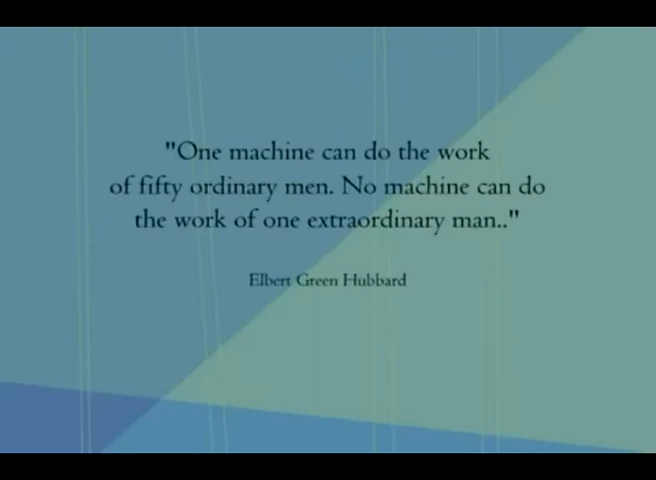 "One machine can do the work
of fifty ordinary men. No machine can do
the work of one extraordinary man.."
Elbert Green Hubbard